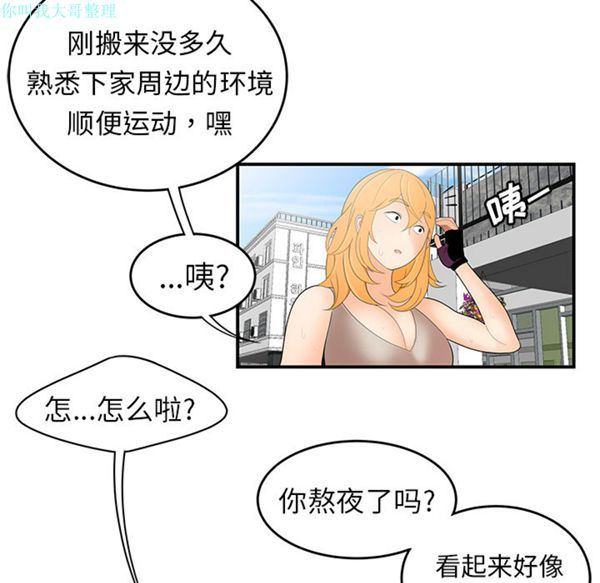 你叫我大哥整理
刚搬来没多久
熟悉下家周边的环境
顺便运动，嘿
咦一
...咦?
怎...怎么啦?
你熬夜了吗?
看起来好像